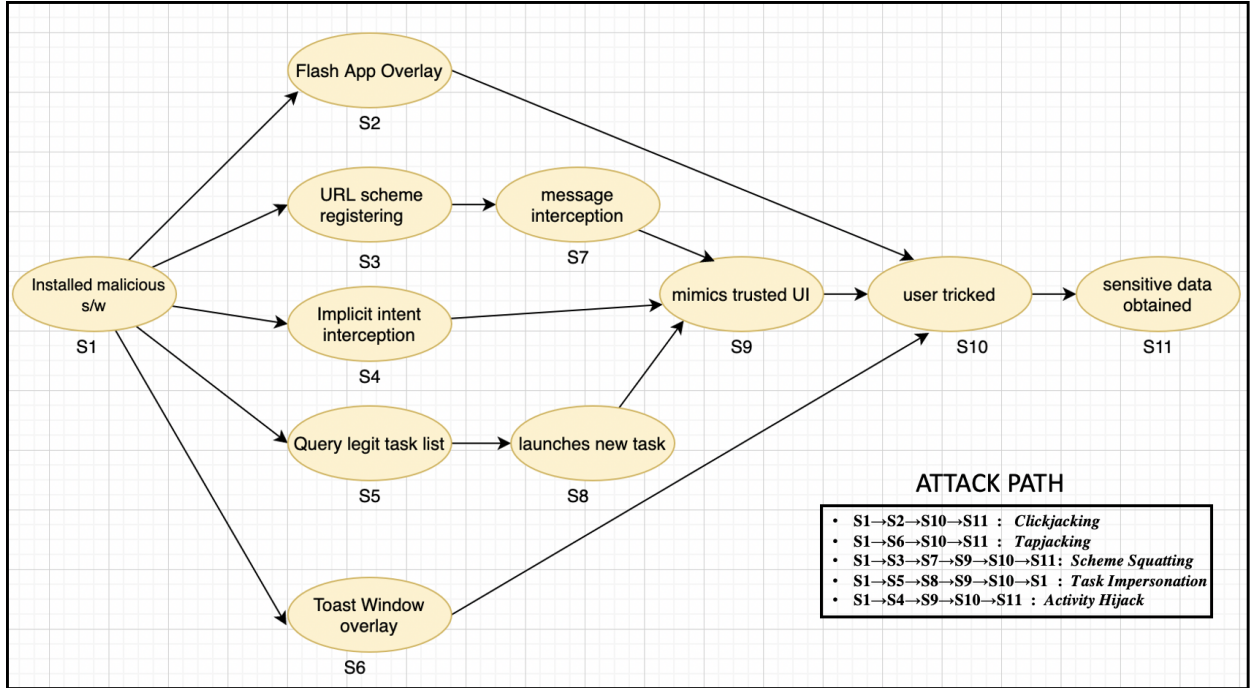 Flash App Overlay
S2
URL scheme
registering
S3
message
interception
S7
Installed malicious
s/w
S1
Implicit intent
interception
S4
mimics trusted UI
S9
user tricked
S10
sensitive data
obtained
S11
Query legit task list
S5
launches new task
S8
Toast Window
overlay
S6
ATTACK PATH
• S1→S2→S10→S11 : Clickjacking
• S1→S6→S10→S11 : Tapjacking
• S1→S3→S7→S9→S10→S11: Scheme Squatting
• S1→S5→S8→S9→S10→S1 : Task Impersonation
• S1→S4→S9→S10→S11 : Activity Hijack